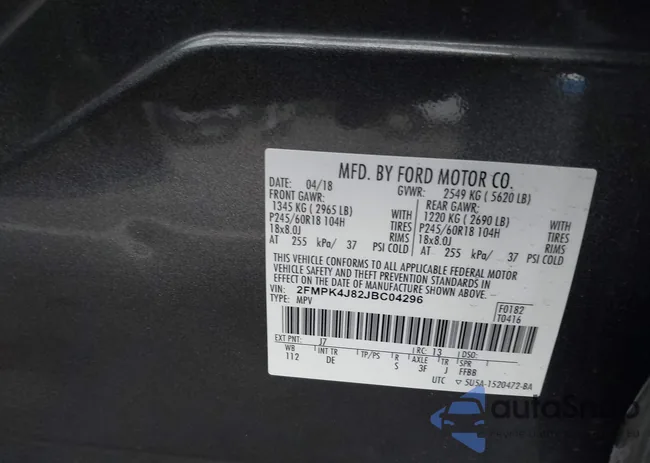 MFD. BY FORD MOTOR CO.
DATE: 04/18 GVWR: 2549 KG ( 5620 LB)
FRONT GAWR: REAR GAWR:
1345 KG ( 2965 LB) 1220 KG ( 2690 LB)
WITH WITH
P245/60R18 104H TIRES P245/60R18 104H TIRES
18x8.0J RIMS 18x8.0J RIMS
AT 255 kPa/ 37 PSI COLD AT 255 kPa/ 37 PSI COLD
THIS VEHICLE CONFORMS TO ALL APPLICABLE FEDERAL MOTOR
VEHICLE SAFETY AND THEFT PREVENTION STANDARDS IN
EFFECT ON THE DATE OF MANUFACTURE SHOWN ABOVE.
VIN: 2FMPK4J82JBC04296 F0182
TYPE: MPV T0416
EXT PNT: J7 RC: 13 DSO:
WB INT TR TP/PS R AXLE TR SPR
112 DE S 3F J FFBB
UTC ▽ 5U5A-1520472-BA